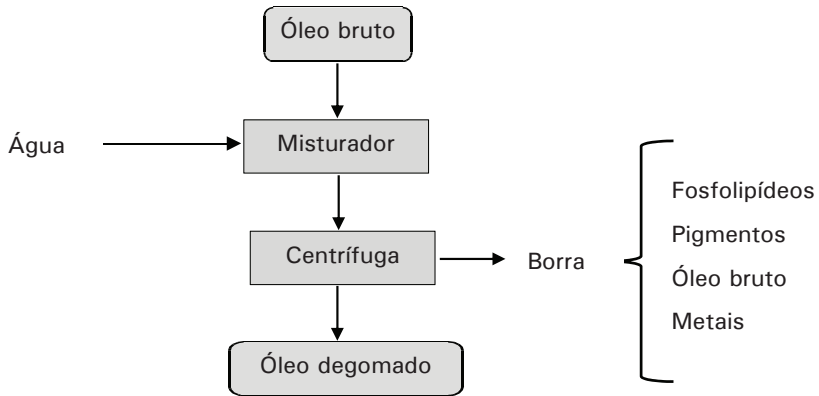 Óleo bruto
Água
Misturador
Centrífuga
Borra
Fosfolipídeos
Pigmentos
Óleo bruto
Metais
Óleo degomado